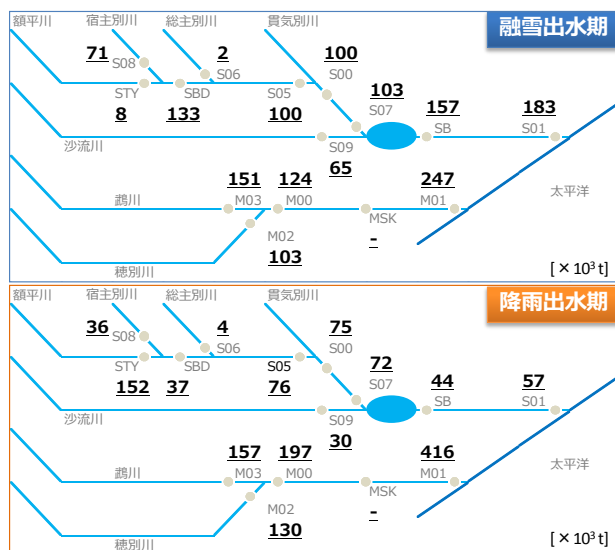 融雪出水期
額平川
宿主別川
総主別川
貫気別川
71
S08
2
S06
100
S00
103
S07
157
SB
183
S01
STY
8
SBD
133
S05
100
S09
65
沙流川
太平洋
鵡川
151
M03
124
M00
247
M01
MSK
-
M02
103
穂別川
[×10³t]
降雨出水期
額平川
宿主別川
総主別川
貫気別川
36
S08
4
S06
75
S00
72
S07
44
SB
57
S01
STY
152
SBD
37
S05
76
S09
30
沙流川
太平洋
鵡川
157
M03
197
M00
416
M01
MSK
-
M02
130
穂別川
[×10³t]